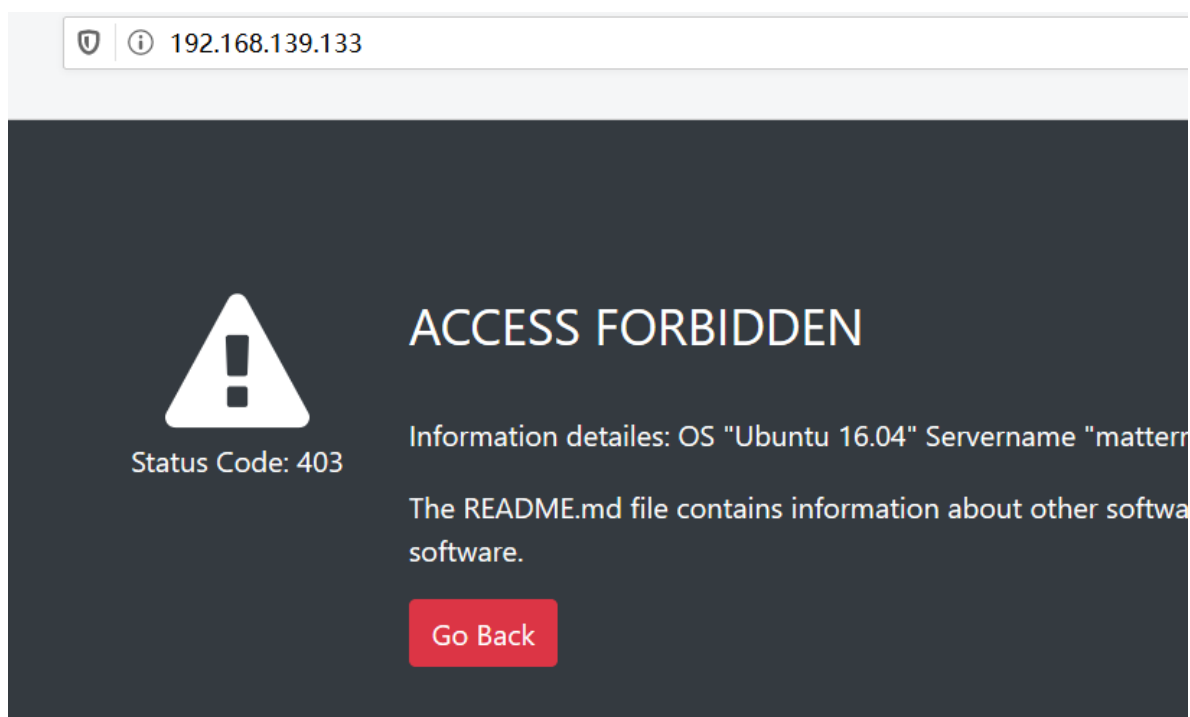 192.168.139.133
ACCESS FORBIDDEN
Information detailes: OS "Ubuntu 16.04" Servername
Status Code: 403
The README.md file contains information about other
software.
Go Back